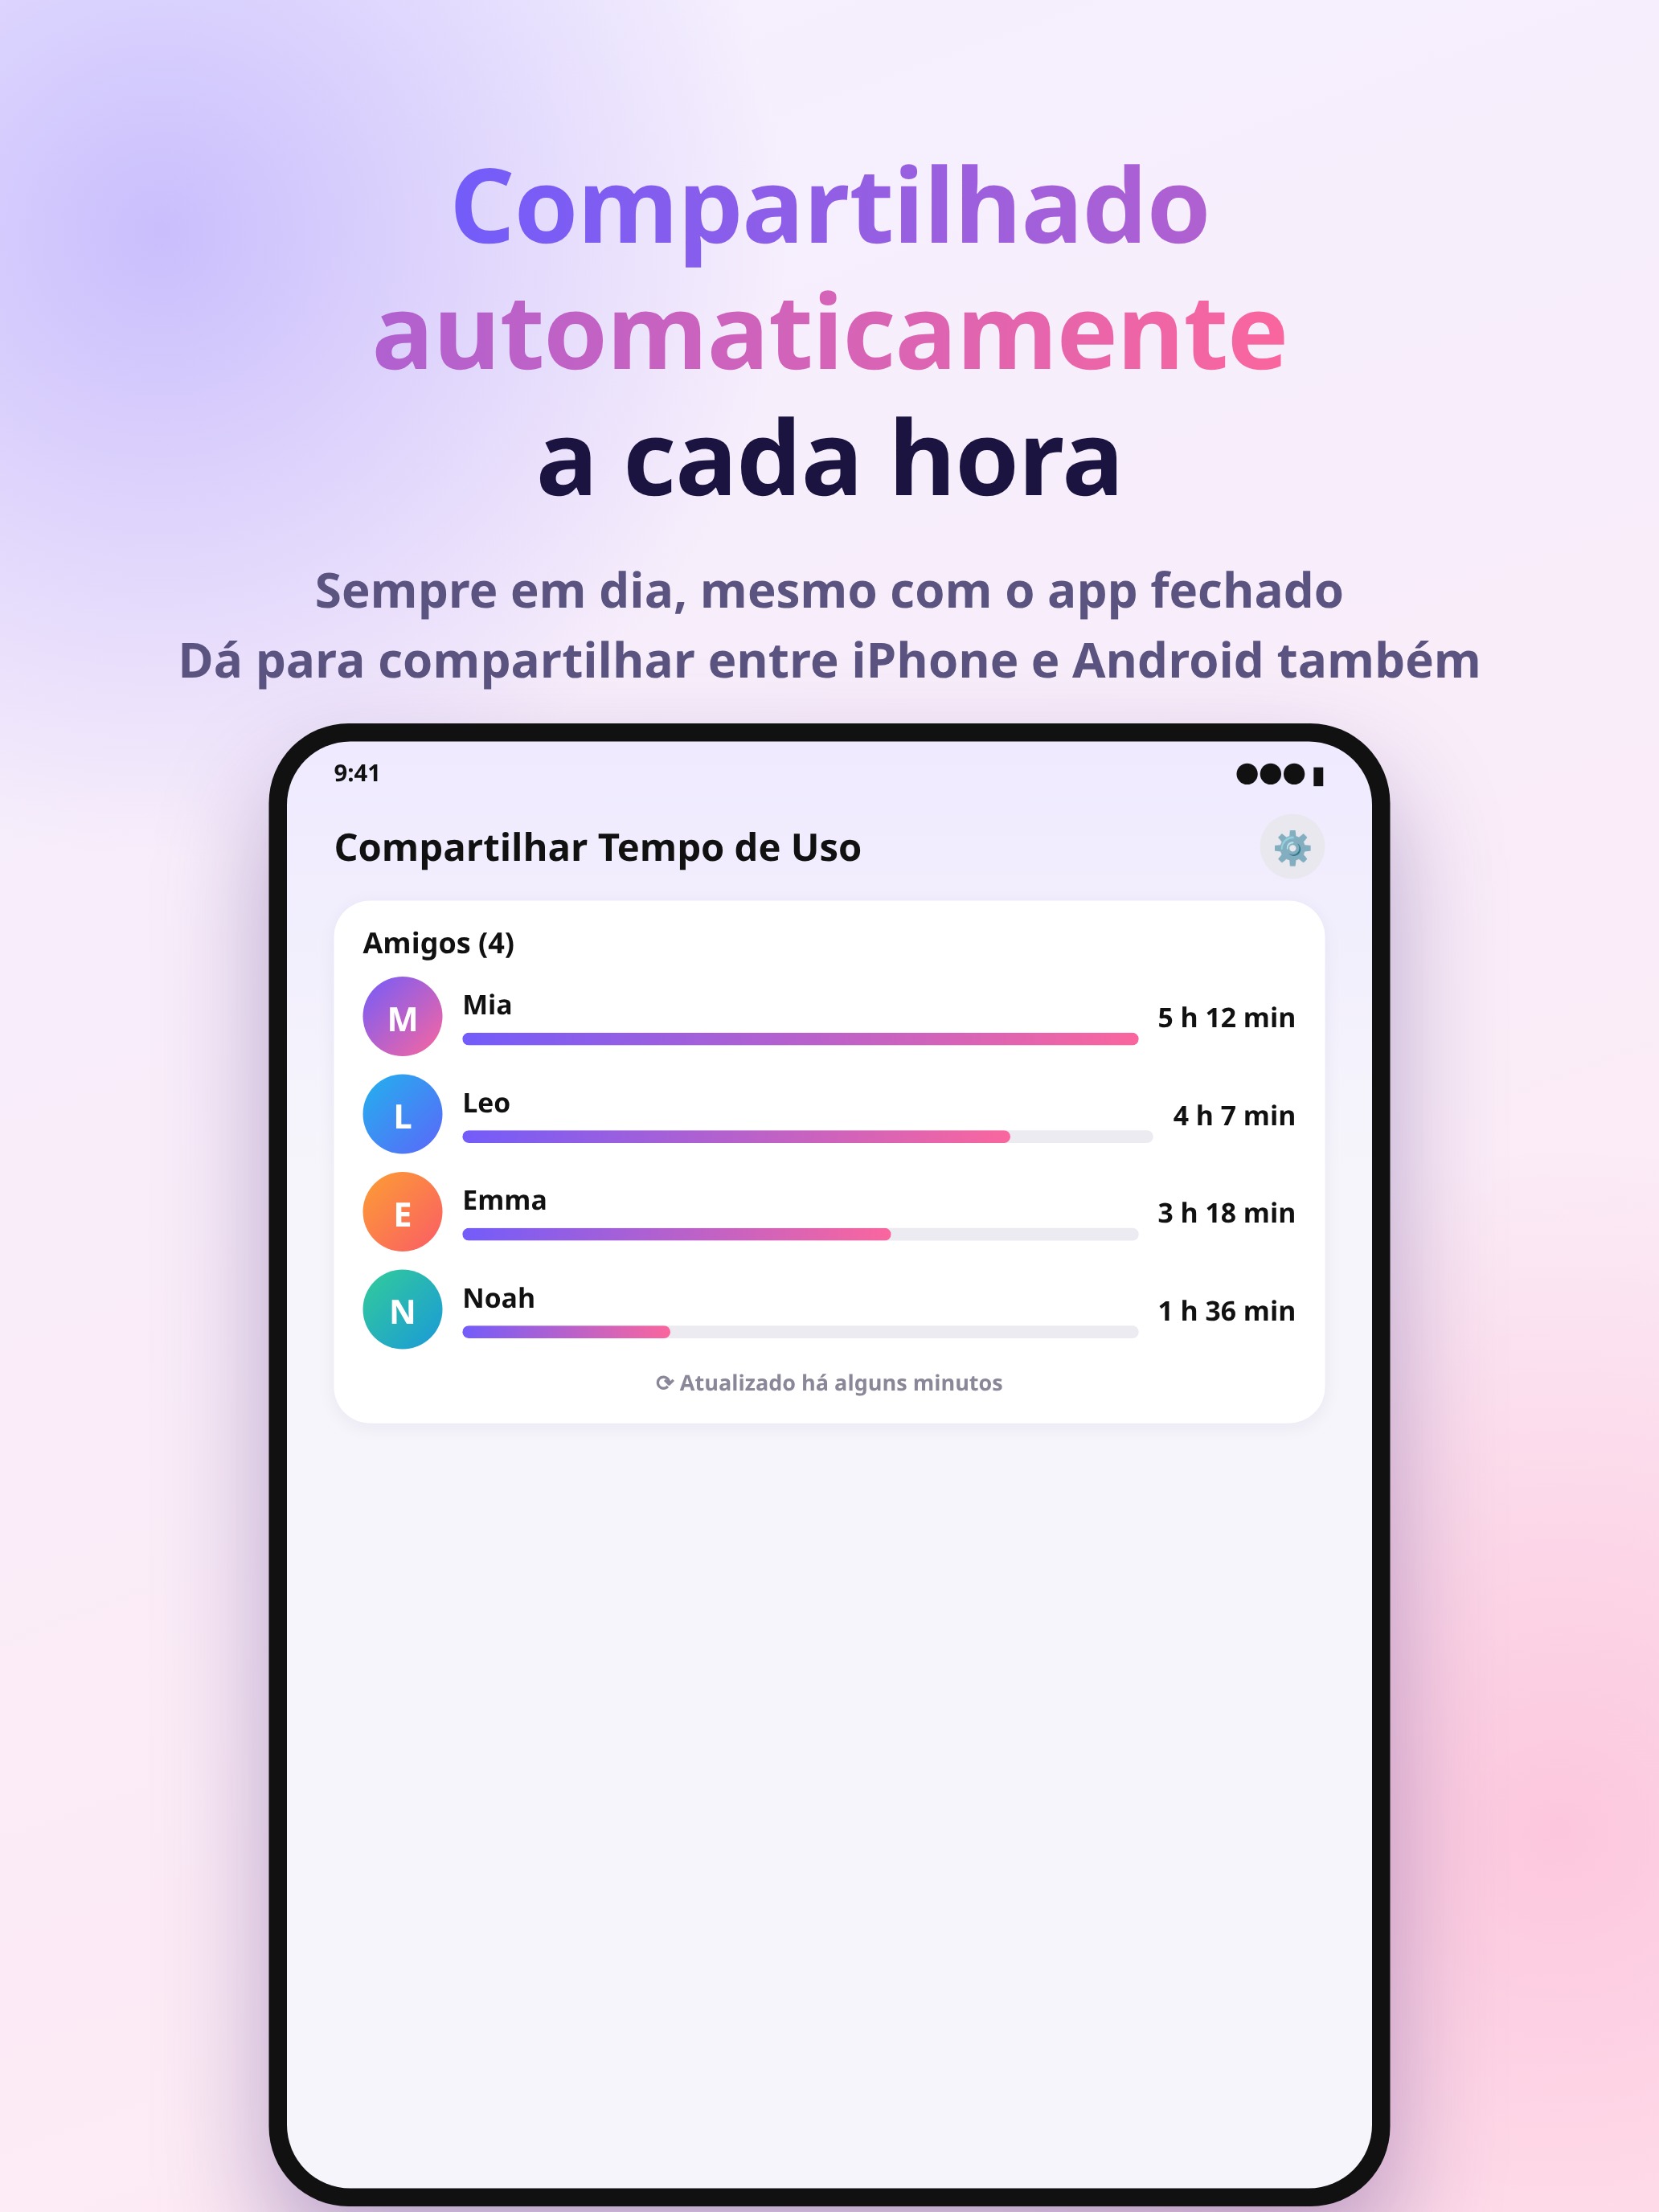 Compartilhado
automaticamente
a cada hora
Sempre em dia, mesmo com o app fechado
Dá para compartilhar entre iPhone e Android também
9:41
Compartilhar Tempo de Uso
Amigos (4)
M
Mia
5 h 12 min
L
Leo
4 h 7 min
E
Emma
3 h 18 min
N
Noah
1 h 36 min
⟳ Atualizado há alguns minutos